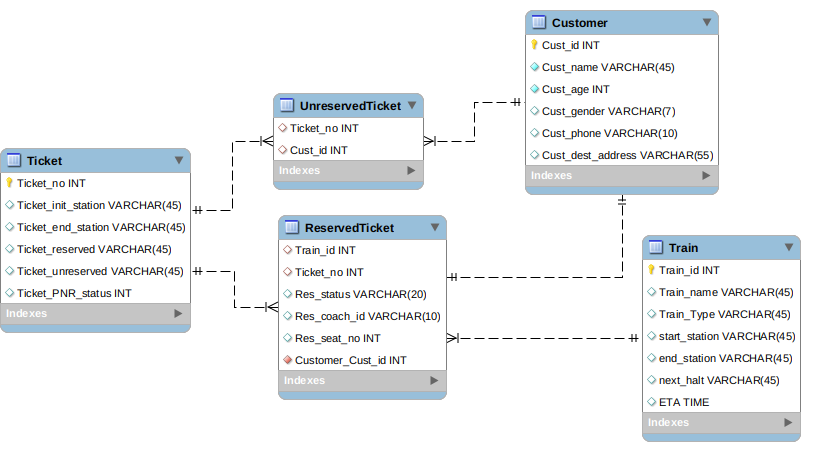 Customer
Cust_id INT
Cust_name VARCHAR(45)
Cust_age INT
Cust_gender VARCHAR(7)
Cust_phone VARCHAR(10)
Cust_dest_address VARCHAR(55)
Indexes
UnreservedTicket
Ticket_no INT
Cust_id INT
Indexes
Ticket
Ticket_no INT
Ticket_init_station VARCHAR(45)
Ticket_end_station VARCHAR(45)
Ticket_reserved VARCHAR(45)
Ticket_unreserved VARCHAR(45)
Ticket_PNR_status INT
Indexes
ReservedTicket
Train_id INT
Ticket_no INT
Res_status VARCHAR(20)
Res_coach_id VARCHAR(10)
Res_seat_no INT
Customer_Cust_id INT
Indexes
Train
Train_id INT
Train_name VARCHAR(45)
Train_Type VARCHAR(45)
start_station VARCHAR(45)
end_station VARCHAR(45)
next_halt VARCHAR(45)
ETA TIME
Indexes